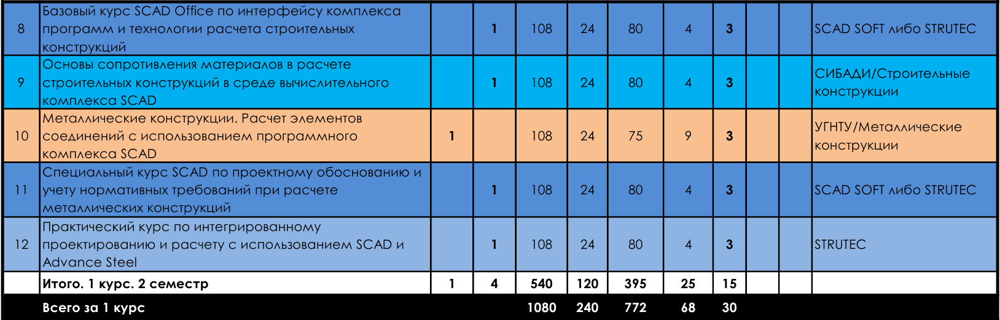 Базовый курс SCAD Office по интерфейсу комплекса
8 программ и технологии расчета строительных 1 108 24 80 4 3 SCAD SOFT либо STRUTEC
конструкций
Основы сопротивления материалов в расчете
9 строительных конструкций в среде вычислительного 1 108 24 80 4 3 СИБАДИ/Строительные
комплекса SCAD конструкции
Металлические конструкции. Расчет элементов
10 соединений с использованием программного 1 108 24 75 9 3 УГНТУ/Металлические
комплекса SCAD конструкции
Специальный курс SCAD по проектному обоснованию и
11 учету нормативных требований при расчете 1 108 24 80 4 3 SCAD SOFT либо STRUTEC
металлических конструкций
Практический курс по интегрированному
12 проектированию и расчету с использованием SCAD и 1 108 24 80 4 3 STRUTEC
Advance Steel
Итого. 1 курс. 2 семестр 1 4 540 120 395 25 15
Всего за 1 курс 1080 240 772 68 30